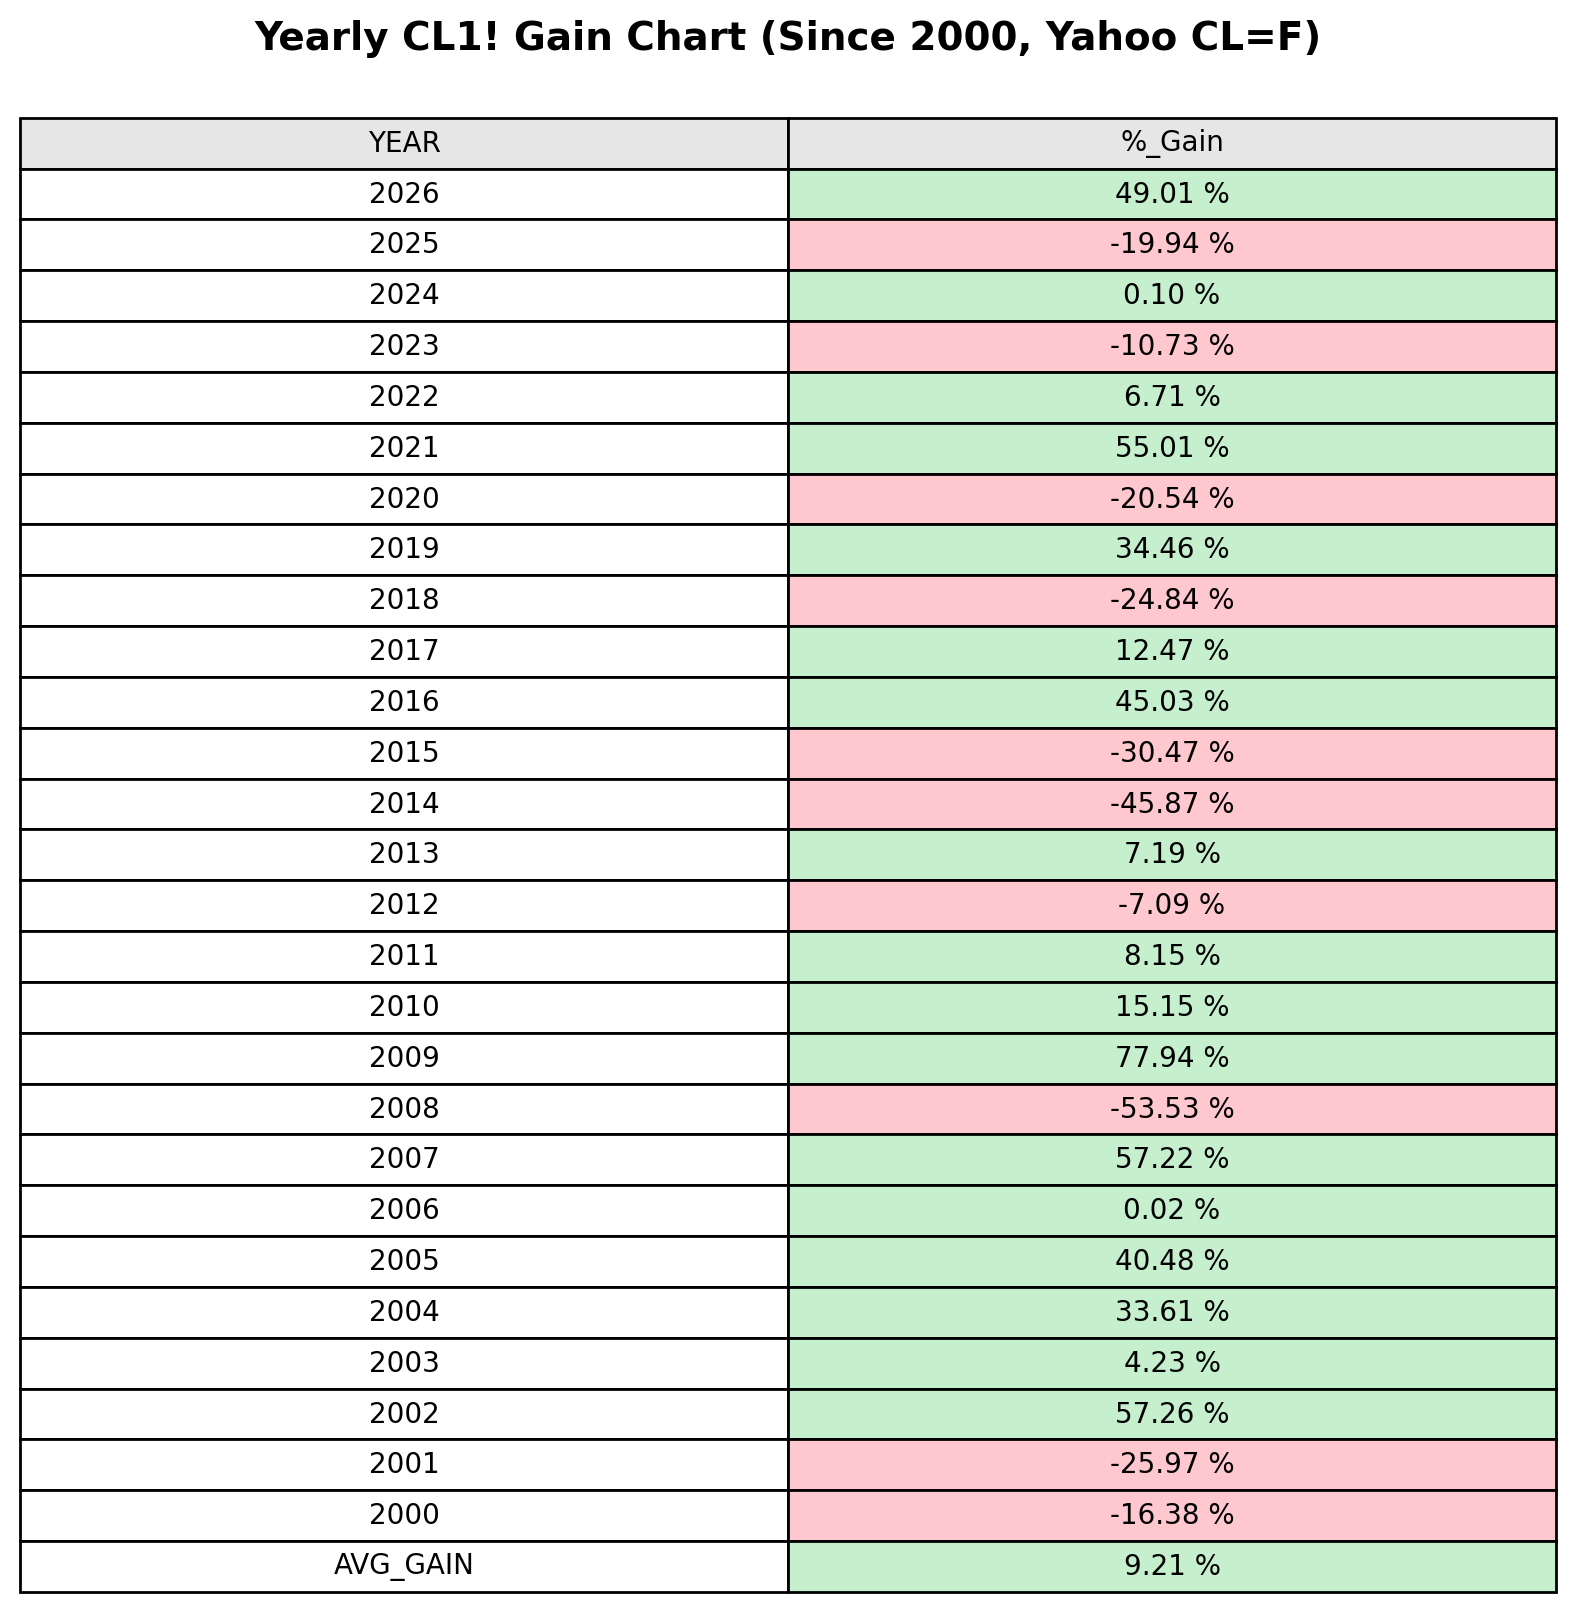 Yearly CL1! Gain Chart (Since 2000, Yahoo CL=F)
YEAR %_Gain
2026 49.01 %
2025 -19.94 %
2024 0.10 %
2023 -10.73 %
2022 6.71 %
2021 55.01 %
2020 -20.54 %
2019 34.46 %
2018 -24.84 %
2017 12.47 %
2016 45.03 %
2015 -30.47 %
2014 -45.87 %
2013 7.19 %
2012 -7.09 %
2011 8.15 %
2010 15.15 %
2009 77.94 %
2008 -53.53 %
2007 57.22 %
2006 0.02 %
2005 40.48 %
2004 33.61 %
2003 4.23 %
2002 57.26 %
2001 -25.97 %
2000 -16.38 %
AVG_GAIN 9.21 %